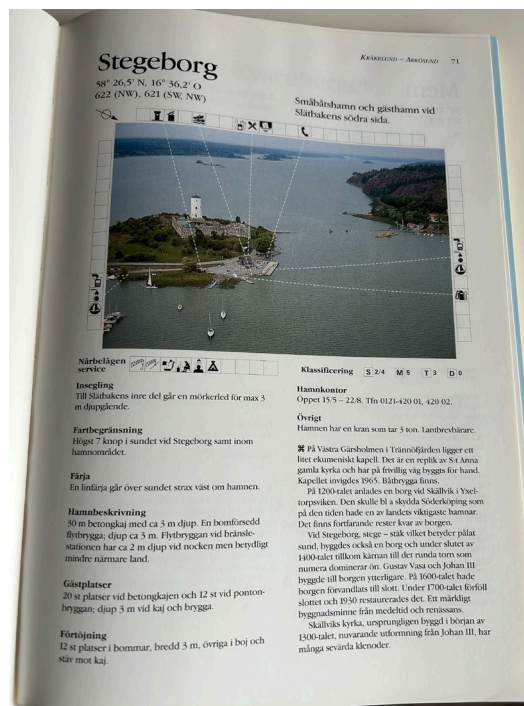 KRÅKELUND – ARKÖSUND 71
Stegeborg
58° 26,5' N, 16° 36,2' O
622 (NW), 621 (SW, NW)
Småbåtshamn och gästhamn vid
Slätbakens södra sida.
Närbelägen
service
Klassificering S 2/4 M 5 T 3 D 0
Insegling
Till Slätbakens inre del går en mörkerled för max 3
m djupgående.
Fartbegränsning
Högst 7 knop i sundet vid Stegeborg samt inom
hamnområdet.
Färja
En linfärja går över sundet strax väst om hamnen.
Hamnbeskrivning
30 m betongkaj med ca 3 m djup. En bomförsedd
flytbrygga; djup ca 3 m. Flytbryggan vid bränsle-
stationen har ca 2 m djup vid nocken men betydligt
mindre närmare land.
Gästplatser
20 st platser vid betongkajen och 12 st vid ponton-
bryggan; djup 3 m vid kaj och brygga.
Förtöjning
12 st platser i bommar, bredd 3 m, övriga i boj och
stäv mot kaj.
Hamnkontor
Öppet 15/5 – 22/8. Tfn 0121-420 01, 420 02.
Övrigt
Hamnen har en kran som tar 3 ton. Lantbrevbärare.
⌘ På Västra Gärsholmen i Trännöfjärden ligger ett
litet ekumeniskt kapell. Det är en replik av S:t Anna
gamla kyrka och har på frivillig väg byggts för hand.
Kapellet invigdes 1965. Båtbrygga finns.
På 1200-talet anlades en borg vid Skällvik i Yxel-
torpsviken. Den skulle bl a skydda Söderköping som
på den tiden hade en av landets viktigaste hamnar.
Det finns fortfarande rester kvar av borgen.
Vid Stegeborg, stege – stäk vilket betyder pålat
sund, byggdes också en borg och under slutet av
1400-talet tillkom kärnan till det runda torn som
numera dominerar ön. Gustav Vasa och Johan III
byggde till borgen ytterligare. På 1600-talet hade
borgen förvandlats till slott. Under 1700-talet förföll
slottet och 1930 restaurerades det. Ett märkligt
byggnadsminne från medeltid och renässans.
Skällviks kyrka, ursprungligen byggd i början av
1300-talet, nuvarande utformning från Johan III, har
många sevärda klenoder.